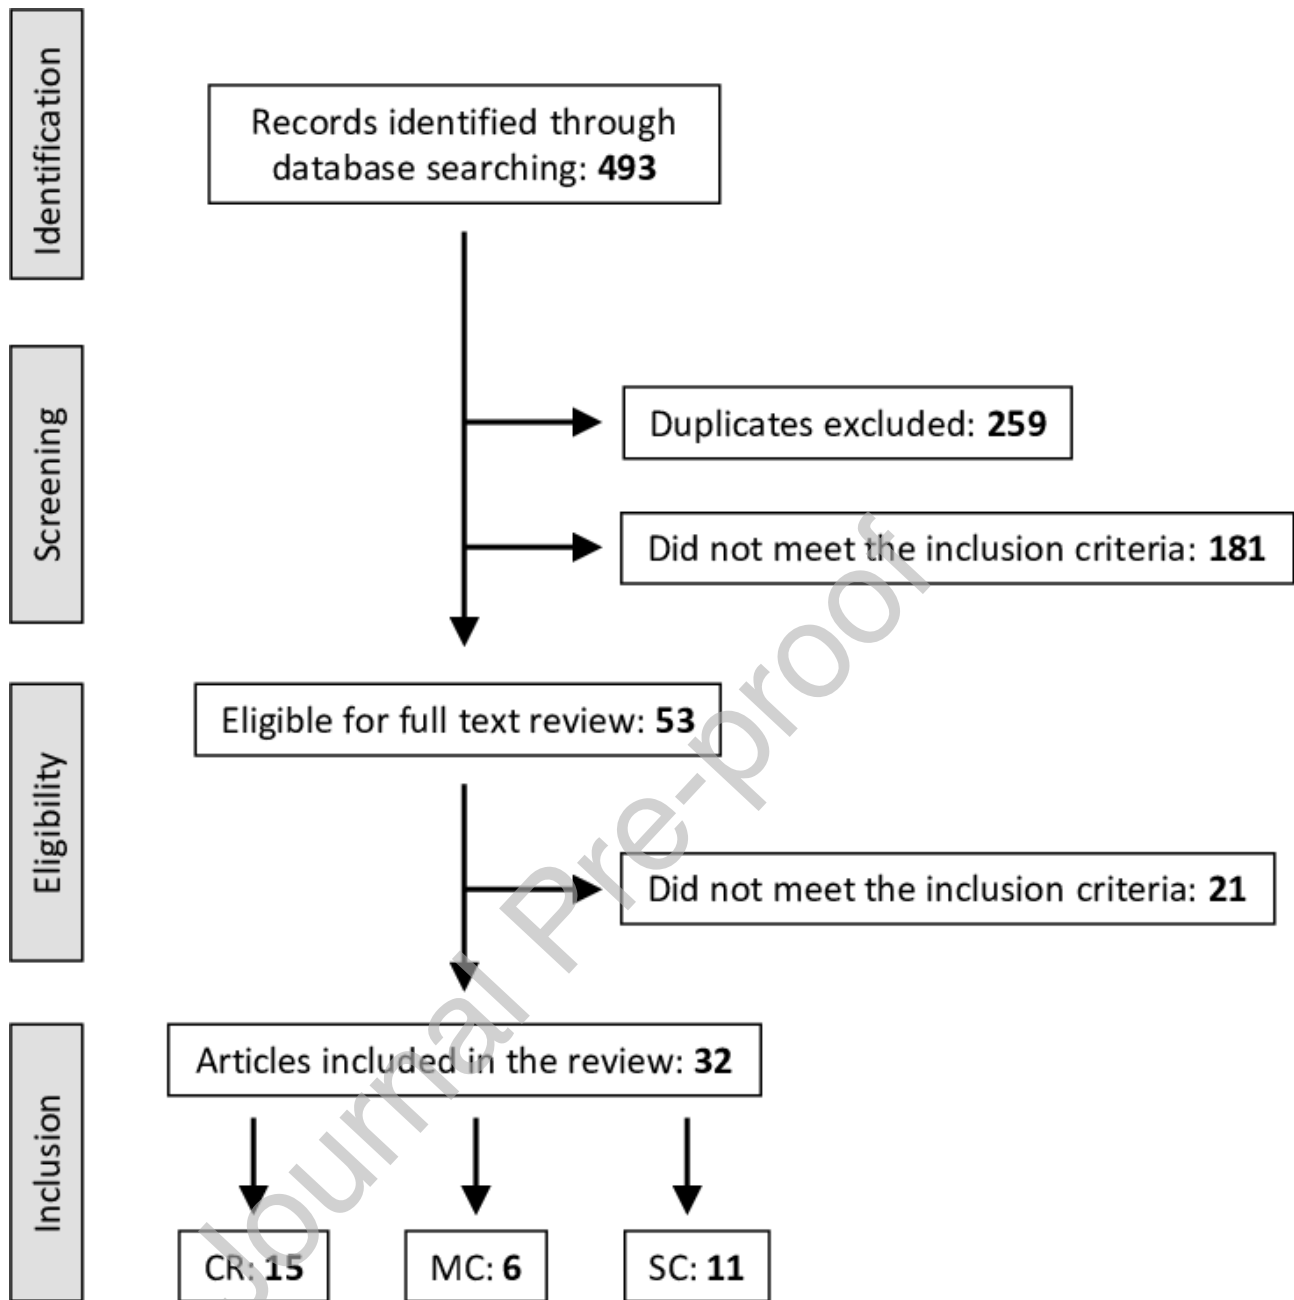 Identification
Records identified through
database searching: 493
Screening
Duplicates excluded: 259
Did not meet the inclusion criteria: 181
Eligibility
Eligible for full text review: 53
Did not meet the inclusion criteria: 21
Inclusion
Articles included in the review: 32
CR: 15
MC: 6
SC: 11
Journal Pre-proof